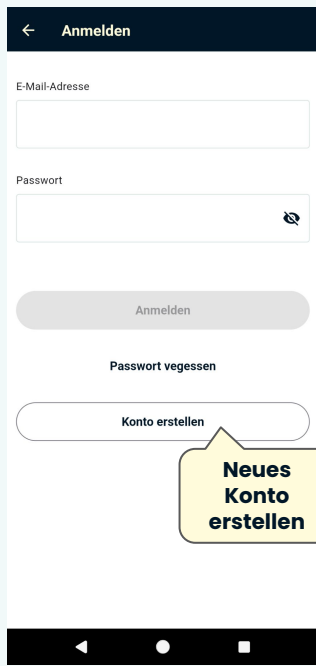 Anmelden
E-Mail-Adresse
Passwort
Anmelden
Passwort vegessen
Konto erstellen
Neues
Konto
erstellen